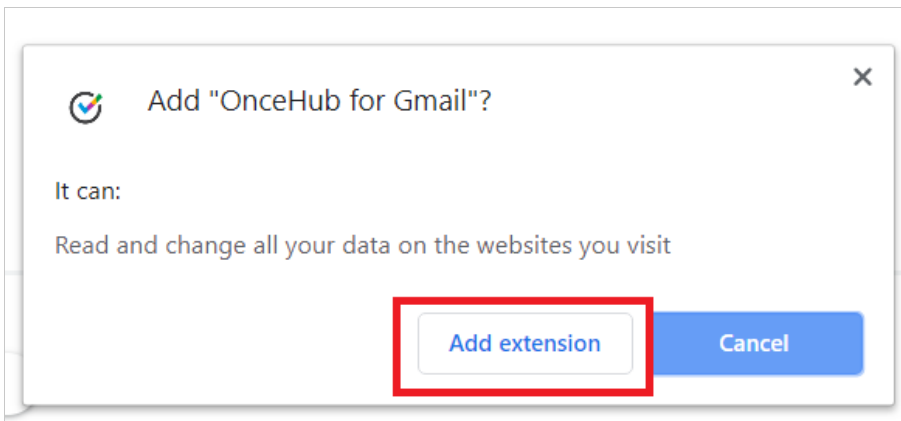 Add "OnceHub for Gmail"?
It can:
Read and change all your data on the websites you visit
Add extension
Cancel